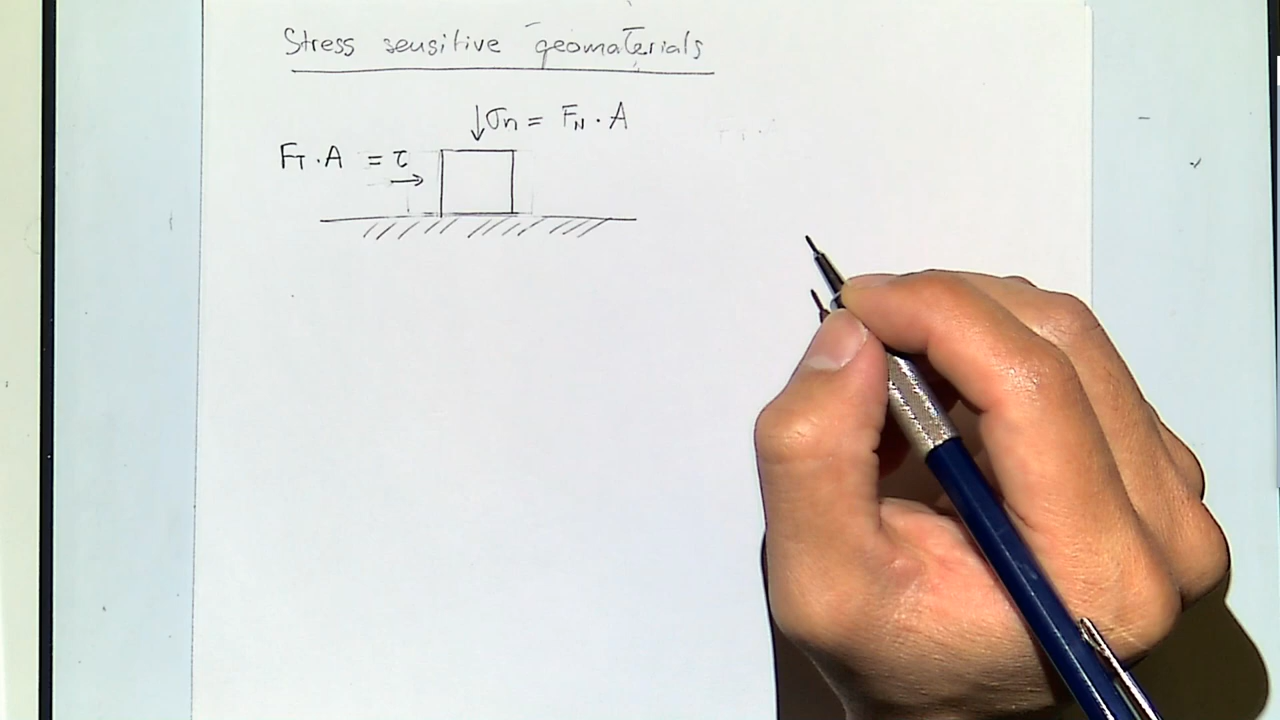 Stress sensitive geomaterials
↓σn = FN · A
FT · A = τ